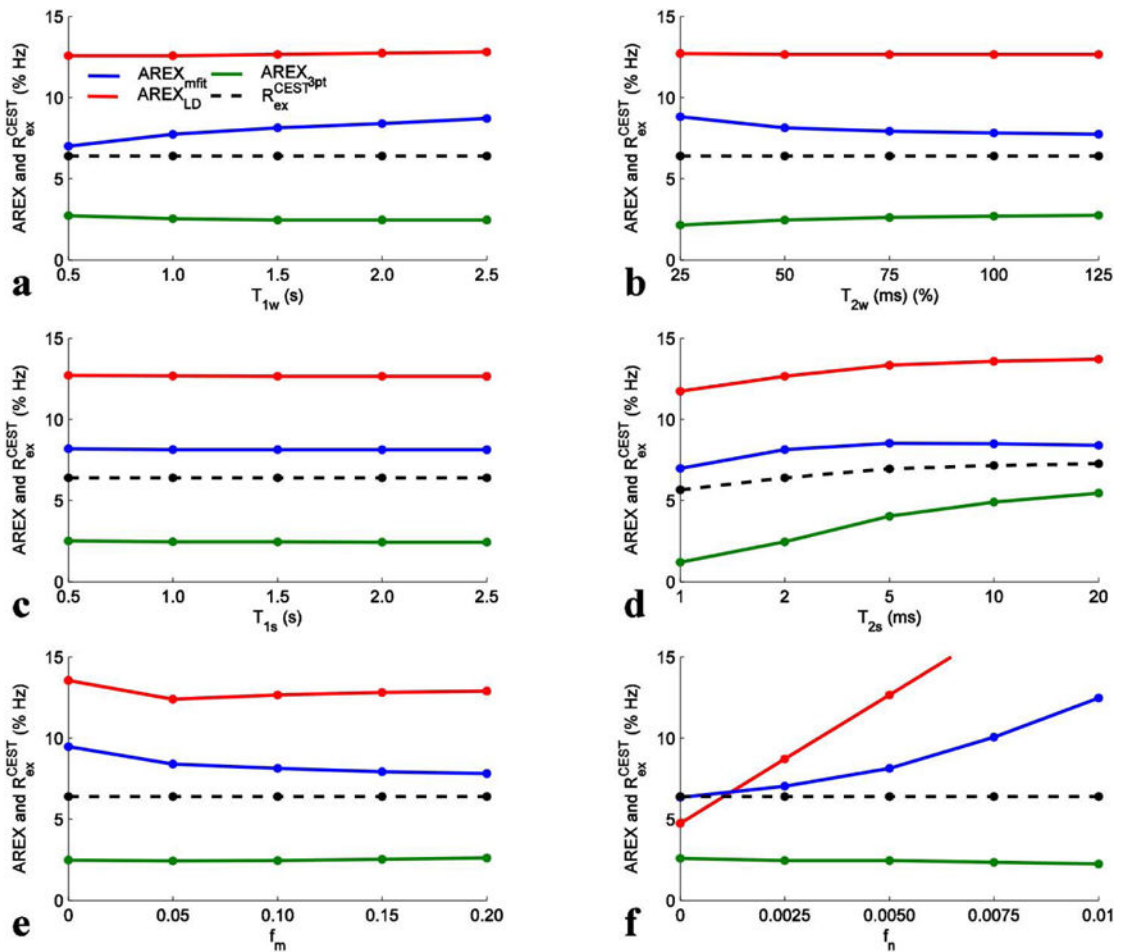 15
10
5
0
AREX and R_ex^CEST (% Hz)
AREX_mfit
AREX_3pt
AREX_LD
R_ex^CEST
0.5 1.0 1.5 2.0 2.5
T_1w (s)
a
15
10
5
0
AREX and R_ex^CEST (% Hz)
25 50 75 100 125
T_2w (ms) (%)
b
15
10
5
0
AREX and R_ex^CEST (% Hz)
0.5 1.0 1.5 2.0 2.5
T_1s (s)
c
15
10
5
0
AREX and R_ex^CEST (% Hz)
1 2 5 10 20
T_2s (ms)
d
15
10
5
0
AREX and R_ex^CEST (% Hz)
0 0.05 0.10 0.15 0.20
f_m
e
15
10
5
0
AREX and R_ex^CEST (% Hz)
0 0.0025 0.0050 0.0075 0.01
f_n
f